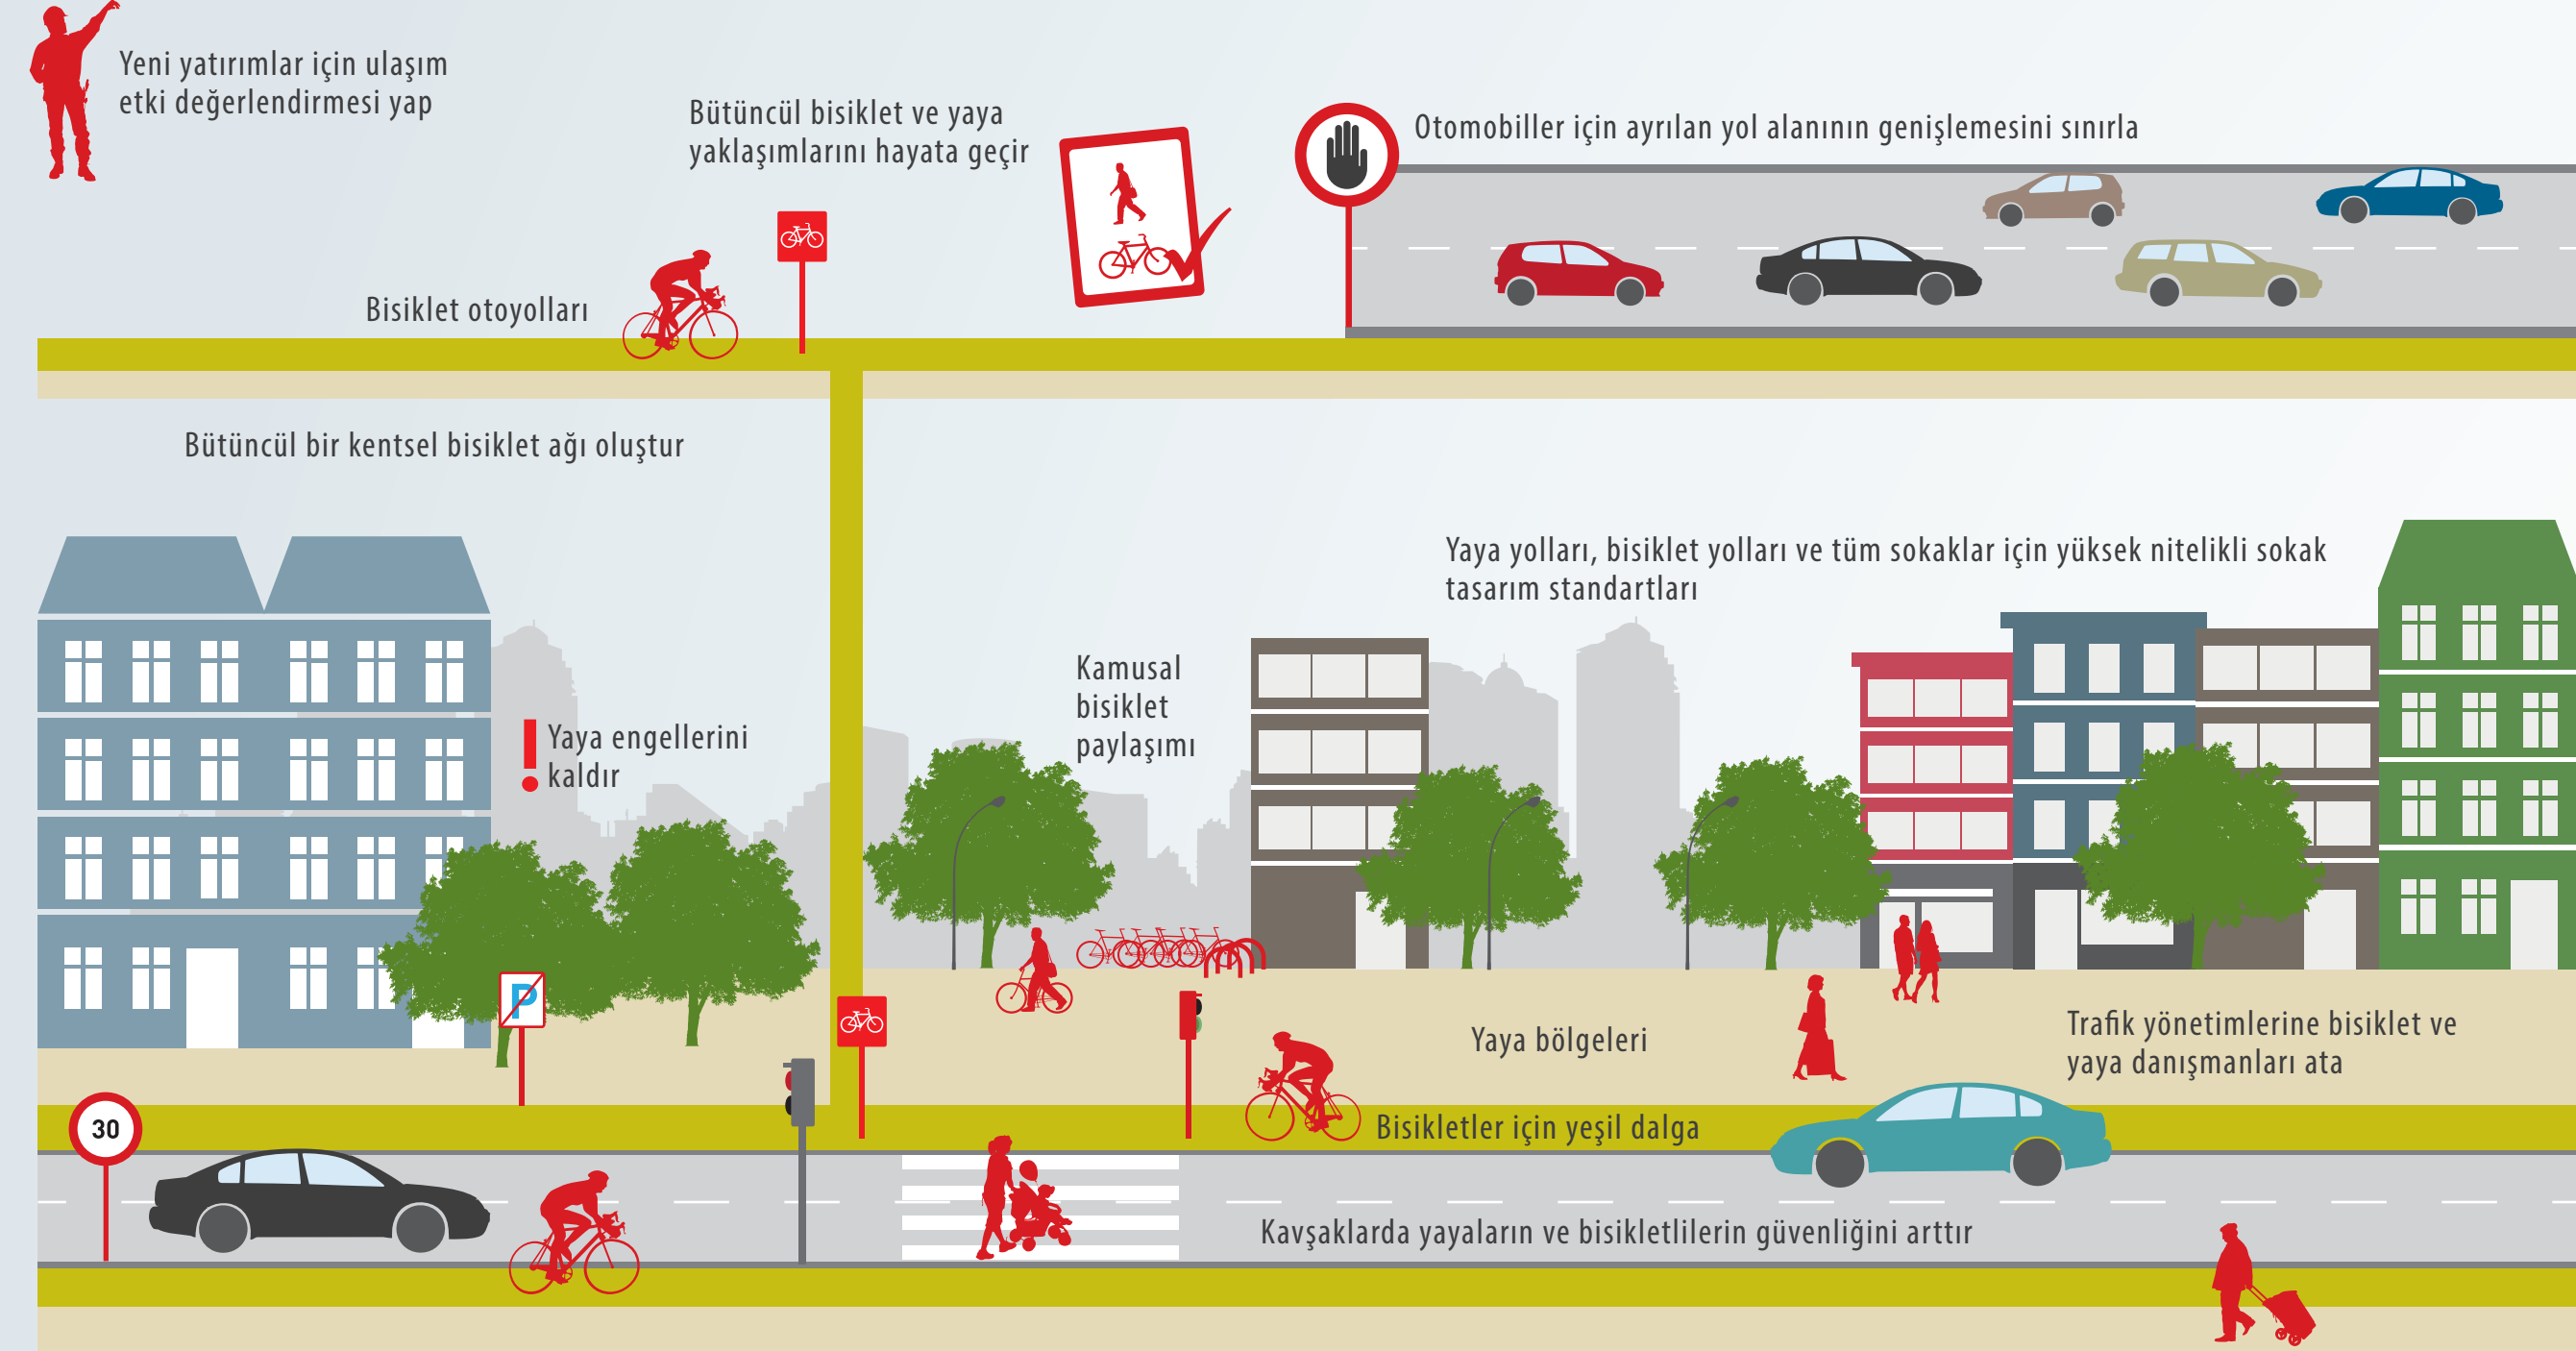 Yeni yatırımlar için ulaşım
etki değerlendirmesi yap
Bütüncül bisiklet ve yaya
yaklaşımlarını hayata geçir
Otomobiller için ayrılan yol alanının genişlemesini sınırla
Bisiklet otoyolları
Bütüncül bir kentsel bisiklet ağı oluştur
Yaya yolları, bisiklet yolları ve tüm sokaklar için yüksek nitelikli sokak
tasarım standartları
Kamusal
bisiklet
paylaşımı
! Yaya engellerini
kaldır
P
Yaya bölgeleri
Trafik yönetimlerine bisiklet ve
yaya danışmanları ata
30
Bisikletler için yeşil dalga
Kavşaklarda yayaların ve bisikletlilerin güvenliğini arttır